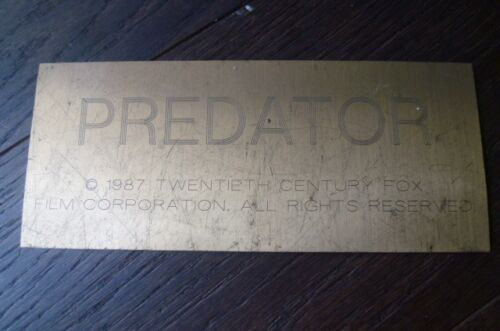 PREDATOR
© 1987 TWENTIETH CENTURY FOX
FILM CORPORATION. ALL RIGHTS RESERVED.